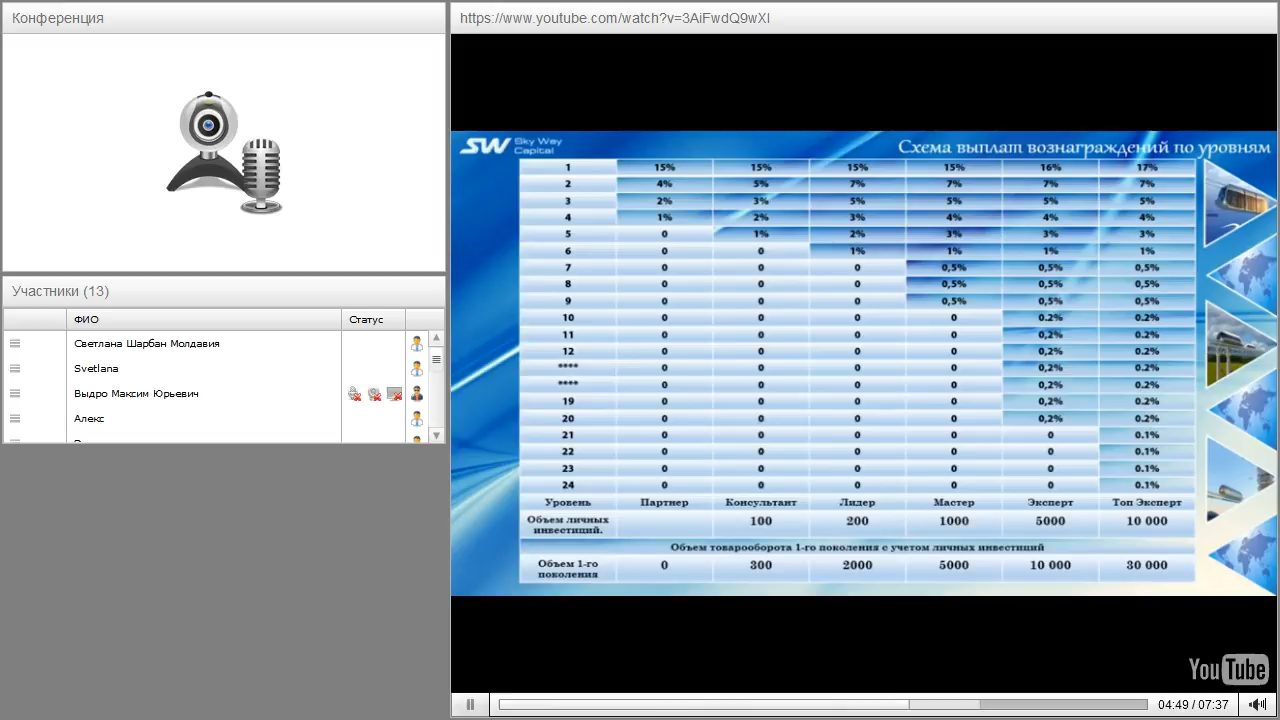 Конференция
https://www.youtube.com/watch?v=3AiFwdQ9wXI
Участники (13)
ФИО Статус
Светлана Шарбан Молдавия
Svetlana
Выдро Максим Юрьевич
Алекс
SW Sky Way Capital
Схема выплат вознаграждений по уровням
1 15% 15% 15% 15% 16% 17%
2 4% 5% 7% 7% 7% 7%
3 2% 3% 5% 5% 5% 5%
4 1% 2% 3% 4% 4% 4%
5 0 1% 2% 3% 3% 3%
6 0 0 1% 1% 1% 1%
7 0 0 0 0,5% 0,5% 0,5%
8 0 0 0 0,5% 0,5% 0,5%
9 0 0 0 0,5% 0,5% 0,5%
10 0 0 0 0 0.2% 0.2%
11 0 0 0 0 0,2% 0.2%
12 0 0 0 0 0,2% 0.2%
**** 0 0 0 0 0,2% 0.2%
**** 0 0 0 0 0,2% 0.2%
19 0 0 0 0 0,2% 0.2%
20 0 0 0 0 0,2% 0.2%
21 0 0 0 0 0 0.1%
22 0 0 0 0 0 0.1%
23 0 0 0 0 0 0.1%
24 0 0 0 0 0 0.1%
Уровень Партнер Консультант Лидер Мастер Эксперт Топ Эксперт
Объем личных инвестиций. 100 200 1000 5000 10 000
Объем товарооборота 1-го поколения с учетом личных инвестиций
Объем 1-го поколения 0 300 2000 5000 10 000 30 000
YouTube
04:49 / 07:37